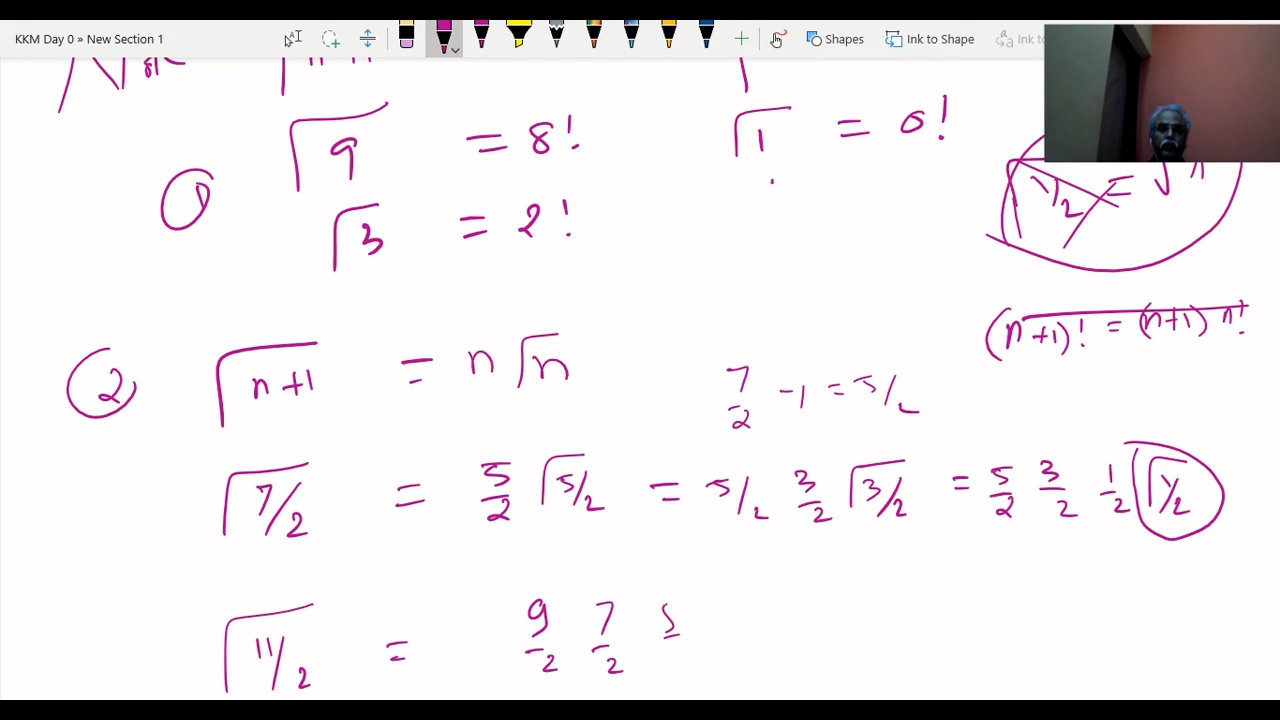 KKM Day 0 » New Section 1
Shapes Ink to Shape Ink to
Γ9 = 8! Γ1 = 0!
① Γ1/2 = √π
Γ3 = 2!
(n+1)! = (n+1) n!
② Γn+1 = n Γn
7/2 - 1 = 5/2
Γ7/2 = 5/2 Γ5/2 = 5/2 3/2 Γ3/2 = 5/2 3/2 1/2 Γ1/2
Γ11/2 = 9/2 7/2 5